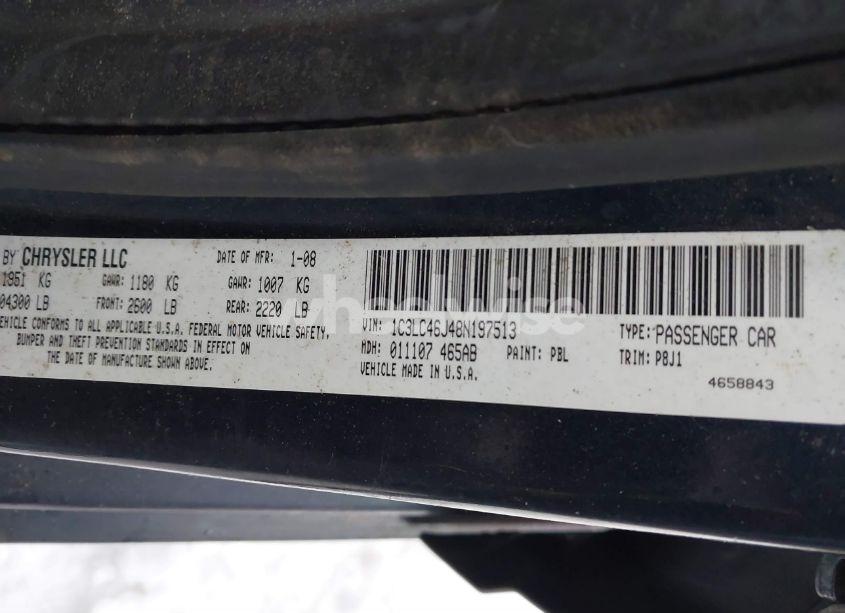 BY CHRYSLER LLC DATE OF MFR: 1-08
1951 KG GAWR: 1180 KG GAWR: 1007 KG
04300 LB FRONT: 2600 LB REAR: 2220 LB
VEHICLE CONFORMS TO ALL APPLICABLE U.S.A. FEDERAL MOTOR VEHICLE SAFETY,
BUMPER AND THEFT PREVENTION STANDARDS IN EFFECT ON
THE DATE OF MANUFACTURE SHOWN ABOVE.
VIN: 1C3LC46J48N197513 TYPE: PASSENGER CAR
MDH: 011107 465AB PAINT: PBL TRIM: P8J1
VEHICLE MADE IN U.S.A.
4658843
wheelwise